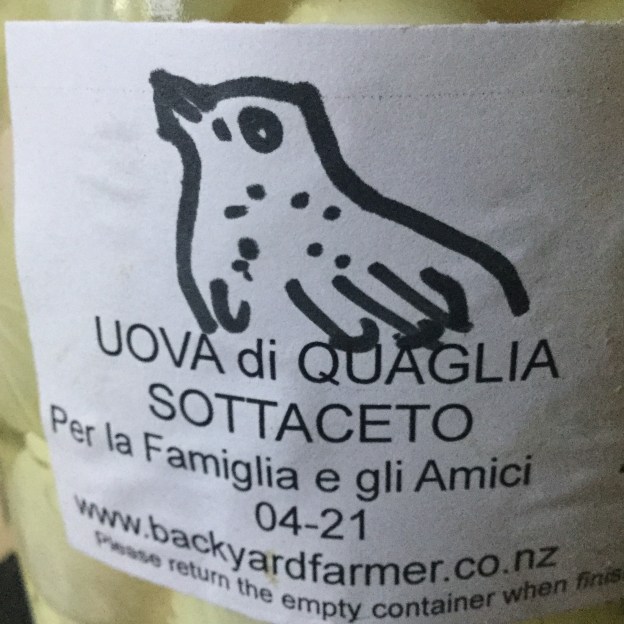 UOVA di QUAGLIA
SOTTACETO
Per la Famiglia e gli Amici
04-21
www.backyardfarmer.co.nz
Please return the empty container when